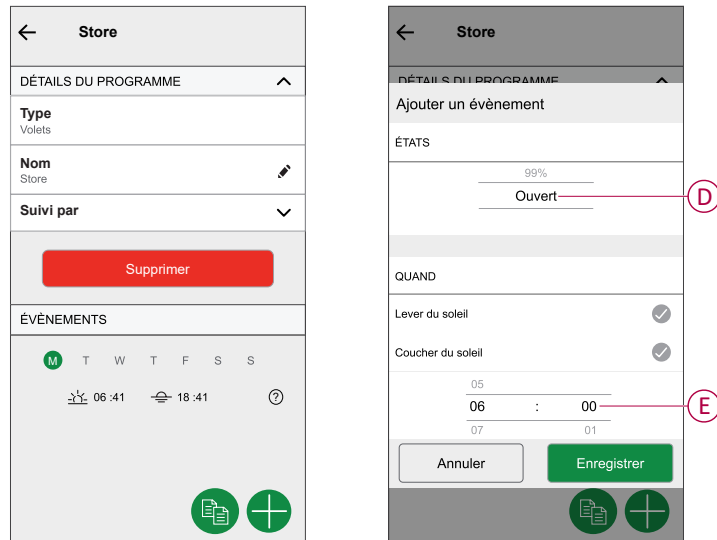 Store
DÉTAILS DU PROGRAMME
Type
Volets
Nom
Store
Suivi par
Supprimer
ÉVÈNEMENTS
M T W T F S S
06 :41 18 :41 ?
Store
DÉTAILS DU PROGRAMME
Ajouter un évènement
ÉTATS
99%
Ouvert
D
QUAND
Lever du soleil
Coucher du soleil
05
06 : 00
E
07 01
Annuler Enregistrer